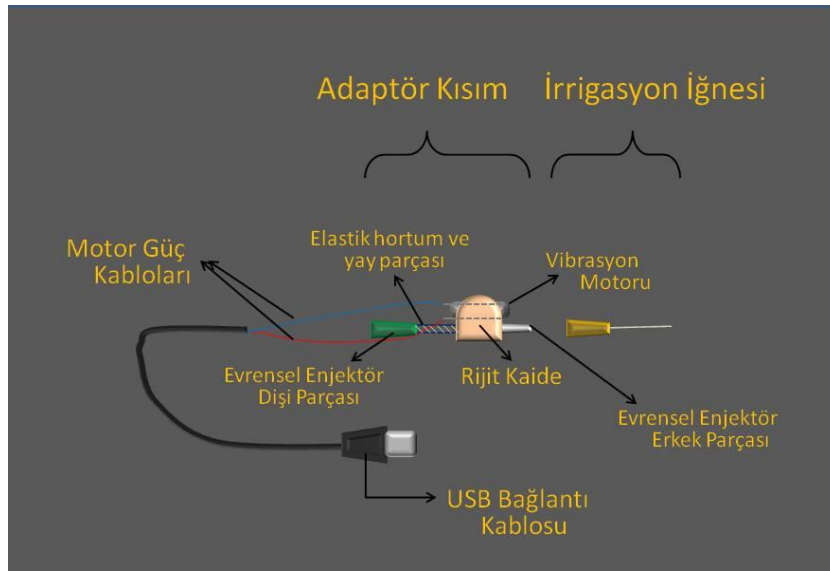 Adaptör Kısım
İrrigasyon İğnesi
Elastik hortum ve
yay parçası
Motor Güç
Kabloları
Vibrasyon
Motoru
Evrensel Enjektör
Dişi Parçası
Rijit Kaide
Evrensel Enjektör
Erkek Parçası
USB Bağlantı
Kablosu